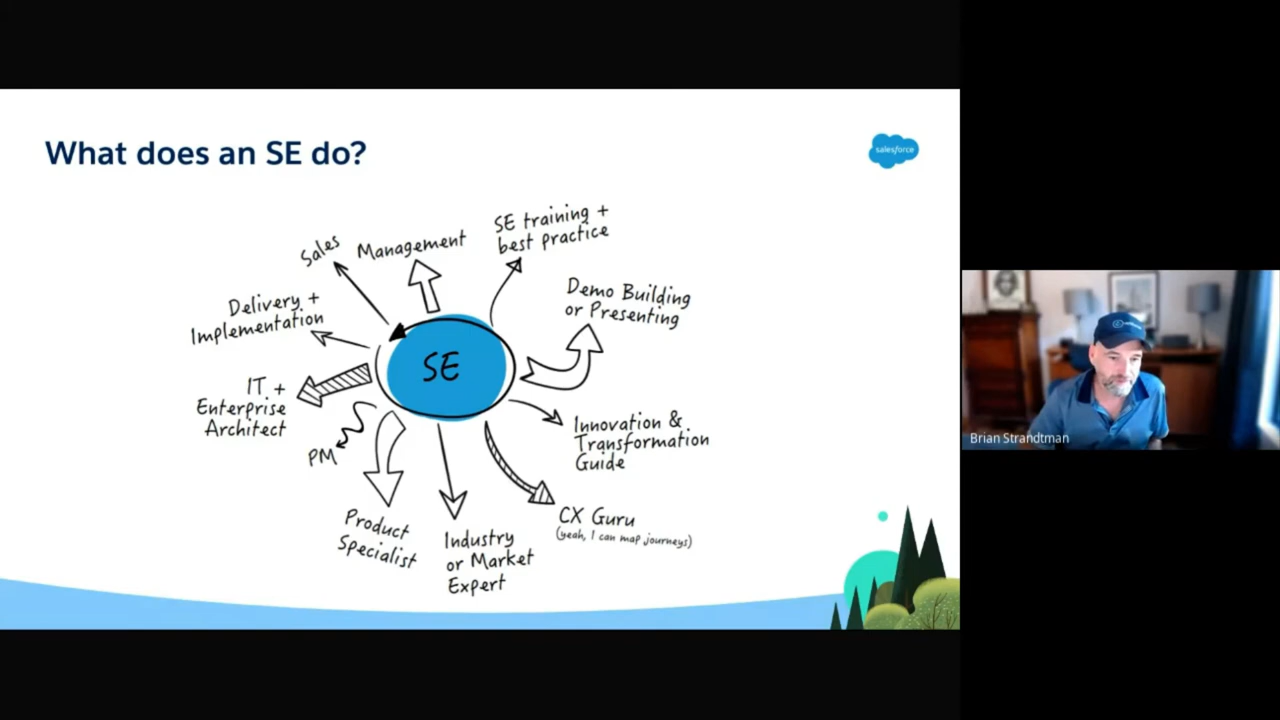 What does an SE do?
salesforce
Sales
Management
SE training +
best practice
Delivery +
Implementation
Demo Building
or Presenting
SE
IT +
Enterprise
Architect
PM
Innovation &
Transformation
Guide
Product
Specialist
Industry
or Market
Expert
CX Guru
(yeah, I can map journeys)
Brian Strandtman